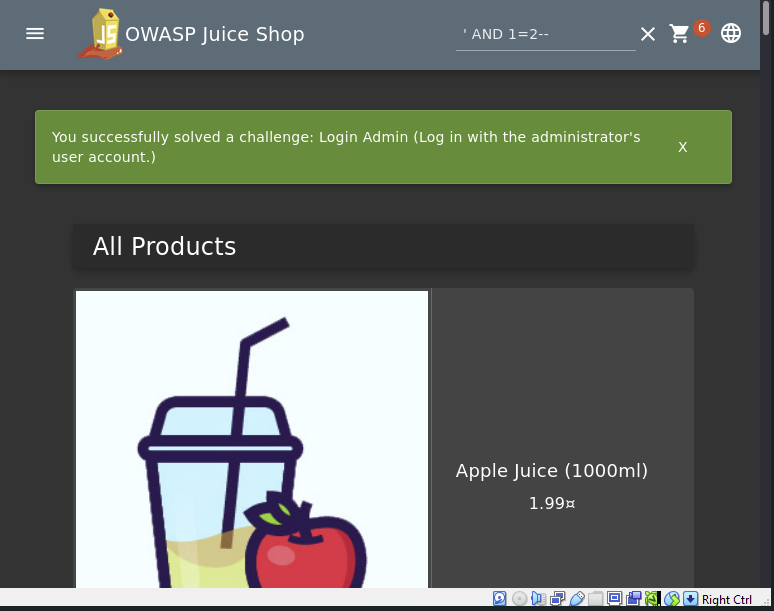 JS
OWASP Juice Shop
' AND 1=2--
6
You successfully solved a challenge: Login Admin (Log in with the administrator's
user account.)
X
All Products
Apple Juice (1000ml)
1.99¤
Right Ctrl